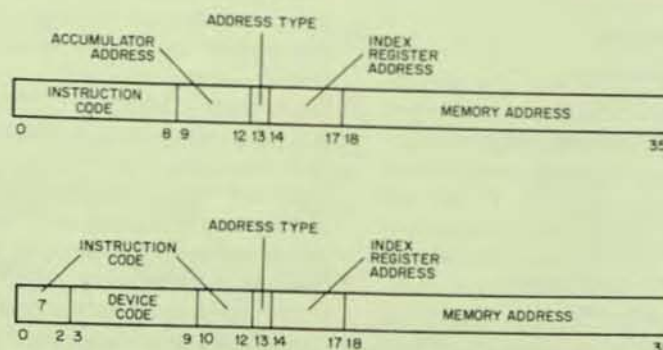 ADDRESS TYPE
ACCUMULATOR
ADDRESS
INDEX
REGISTER
ADDRESS
INSTRUCTION
CODE
MEMORY ADDRESS
0 8 9 12 13 14 17 18 35
ADDRESS TYPE
INSTRUCTION
CODE
INDEX
REGISTER
ADDRESS
7
DEVICE
CODE
MEMORY ADDRESS
0 2 3 9 10 12 13 14 17 18